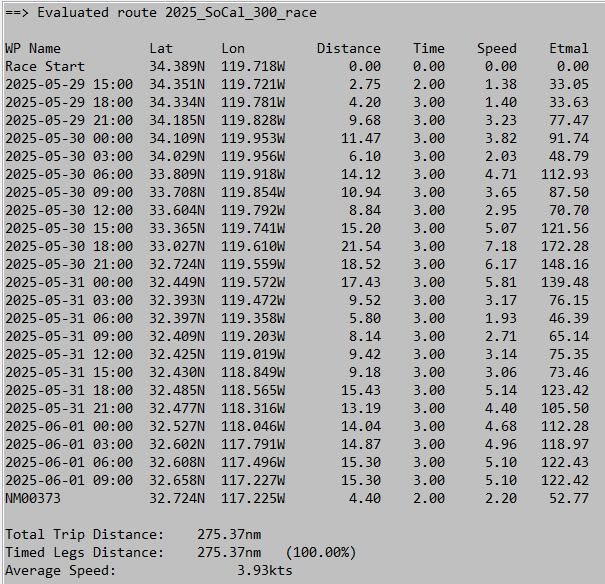 ==> Evaluated route 2025_SoCal_300_race
WP Name Lat Lon Distance Time Speed Etmal
Race Start 34.389N 119.718W 0.00 0.00 0.00 0.00
2025-05-29 15:00 34.351N 119.721W 2.75 2.00 1.38 33.05
2025-05-29 18:00 34.334N 119.781W 4.20 3.00 1.40 33.63
2025-05-29 21:00 34.185N 119.828W 9.68 3.00 3.23 77.47
2025-05-30 00:00 34.109N 119.953W 11.47 3.00 3.82 91.74
2025-05-30 03:00 34.029N 119.956W 6.10 3.00 2.03 48.79
2025-05-30 06:00 33.809N 119.918W 14.12 3.00 4.71 112.93
2025-05-30 09:00 33.708N 119.854W 10.94 3.00 3.65 87.50
2025-05-30 12:00 33.604N 119.792W 8.84 3.00 2.95 70.70
2025-05-30 15:00 33.365N 119.741W 15.20 3.00 5.07 121.56
2025-05-30 18:00 33.027N 119.610W 21.54 3.00 7.18 172.28
2025-05-30 21:00 32.724N 119.559W 18.52 3.00 6.17 148.16
2025-05-31 00:00 32.449N 119.572W 17.43 3.00 5.81 139.48
2025-05-31 03:00 32.393N 119.472W 9.52 3.00 3.17 76.15
2025-05-31 06:00 32.397N 119.358W 5.80 3.00 1.93 46.39
2025-05-31 09:00 32.409N 119.203W 8.14 3.00 2.71 65.14
2025-05-31 12:00 32.425N 119.019W 9.42 3.00 3.14 75.35
2025-05-31 15:00 32.430N 118.849W 9.18 3.00 3.06 73.46
2025-05-31 18:00 32.485N 118.565W 15.43 3.00 5.14 123.42
2025-05-31 21:00 32.477N 118.316W 13.19 3.00 4.40 105.50
2025-06-01 00:00 32.527N 118.046W 14.04 3.00 4.68 112.28
2025-06-01 03:00 32.602N 117.791W 14.87 3.00 4.96 118.97
2025-06-01 06:00 32.608N 117.496W 15.30 3.00 5.10 122.43
2025-06-01 09:00 32.658N 117.227W 15.30 3.00 5.10 122.42
NM00373 32.724N 117.225W 4.40 2.00 2.20 52.77
Total Trip Distance: 275.37nm
Timed Legs Distance: 275.37nm (100.00%)
Average Speed: 3.93kts